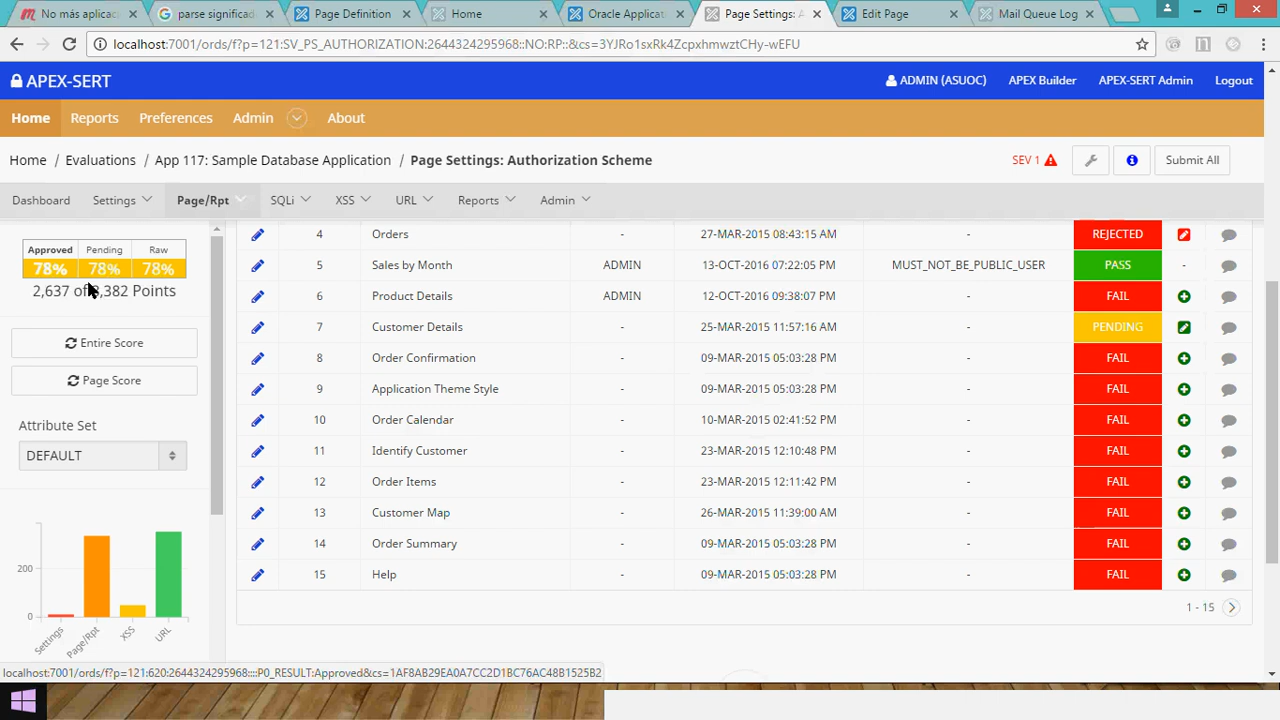 No más aplicac
parse significad
Page Definition
Home
Oracle Applicat
Page Settings: A
Edit Page
Mail Queue Log
localhost:7001/ords/f?p=121:SV_PS_AUTHORIZATION:2644324295968::NO:RP::&cs=3YJRo1sxRk4ZcpxhmwztCHy-wEFU
APEX-SERT
ADMIN (ASUOC) APEX Builder APEX-SERT Admin Logout
Home Reports Preferences Admin About
Home / Evaluations / App 117: Sample Database Application / Page Settings: Authorization Scheme
SEV 1 Submit All
Dashboard Settings Page/Rpt SQLi XSS URL Reports Admin
Approved Pending Raw
78% 78% 78%
2,637 of 3,382 Points
Entire Score
Page Score
Attribute Set
DEFAULT
200
0
Settings Page/Rpt XSS URL
4 Orders - 27-MAR-2015 08:43:15 AM - REJECTED
5 Sales by Month ADMIN 13-OCT-2016 07:22:05 PM MUST_NOT_BE_PUBLIC_USER PASS -
6 Product Details ADMIN 12-OCT-2016 09:38:07 PM - FAIL
7 Customer Details - 25-MAR-2015 11:57:16 AM - PENDING
8 Order Confirmation - 09-MAR-2015 05:03:28 PM - FAIL
9 Application Theme Style - 09-MAR-2015 05:03:28 PM - FAIL
10 Order Calendar - 10-MAR-2015 02:41:52 PM - FAIL
11 Identify Customer - 23-MAR-2015 12:10:48 PM - FAIL
12 Order Items - 23-MAR-2015 12:11:42 PM - FAIL
13 Customer Map - 26-MAR-2015 11:39:00 AM - FAIL
14 Order Summary - 09-MAR-2015 05:03:28 PM - FAIL
15 Help - 09-MAR-2015 05:03:28 PM - FAIL
1 - 15
localhost:7001/ords/f?p=121:620:2644324295968::::P0_RESULT:Approved&cs=1AF8AB29EA0A7CC2D1BC76AC48B1525B2